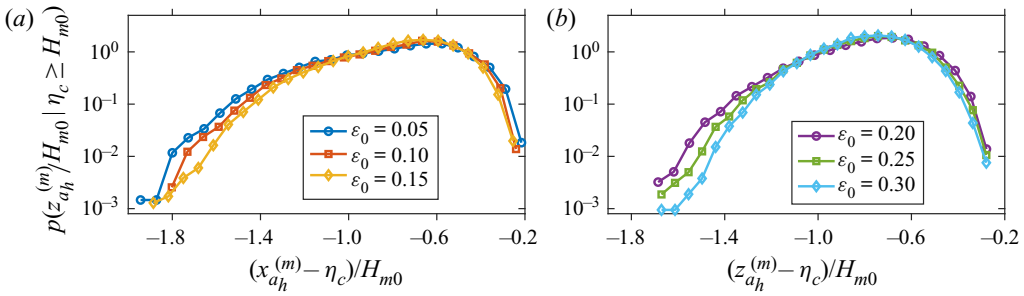 (a)
(b)
p(z_{a_h}^{(m)}/H_{m0} | η_c ≥ H_{m0})
10^0
10^{-1}
10^{-2}
10^{-3}
ε_0 = 0.05
ε_0 = 0.10
ε_0 = 0.15
–1.8 –1.4 –1.0 –0.6 –0.2
(x_{a_h}^{(m)} – η_c)/H_{m0}
10^0
10^{-1}
10^{-2}
10^{-3}
ε_0 = 0.20
ε_0 = 0.25
ε_0 = 0.30
–1.8 –1.4 –1.0 –0.6 –0.2
(z_{a_h}^{(m)} – η_c)/H_{m0}